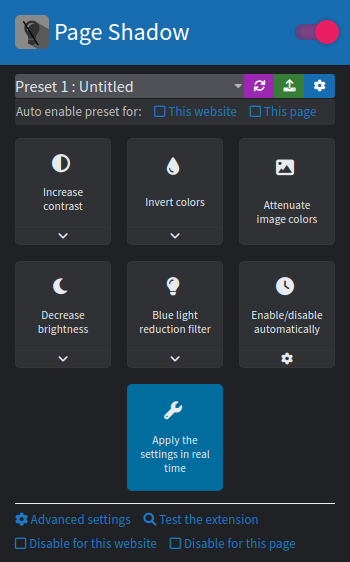 Page Shadow
Preset 1 : Untitled
Auto enable preset for: This website This page
Increase
contrast
Invert colors
Attenuate
image colors
Decrease
brightness
Blue light
reduction filter
Enable/disable
automatically
Apply the
settings in real
time
Advanced settings Test the extension
Disable for this website Disable for this page